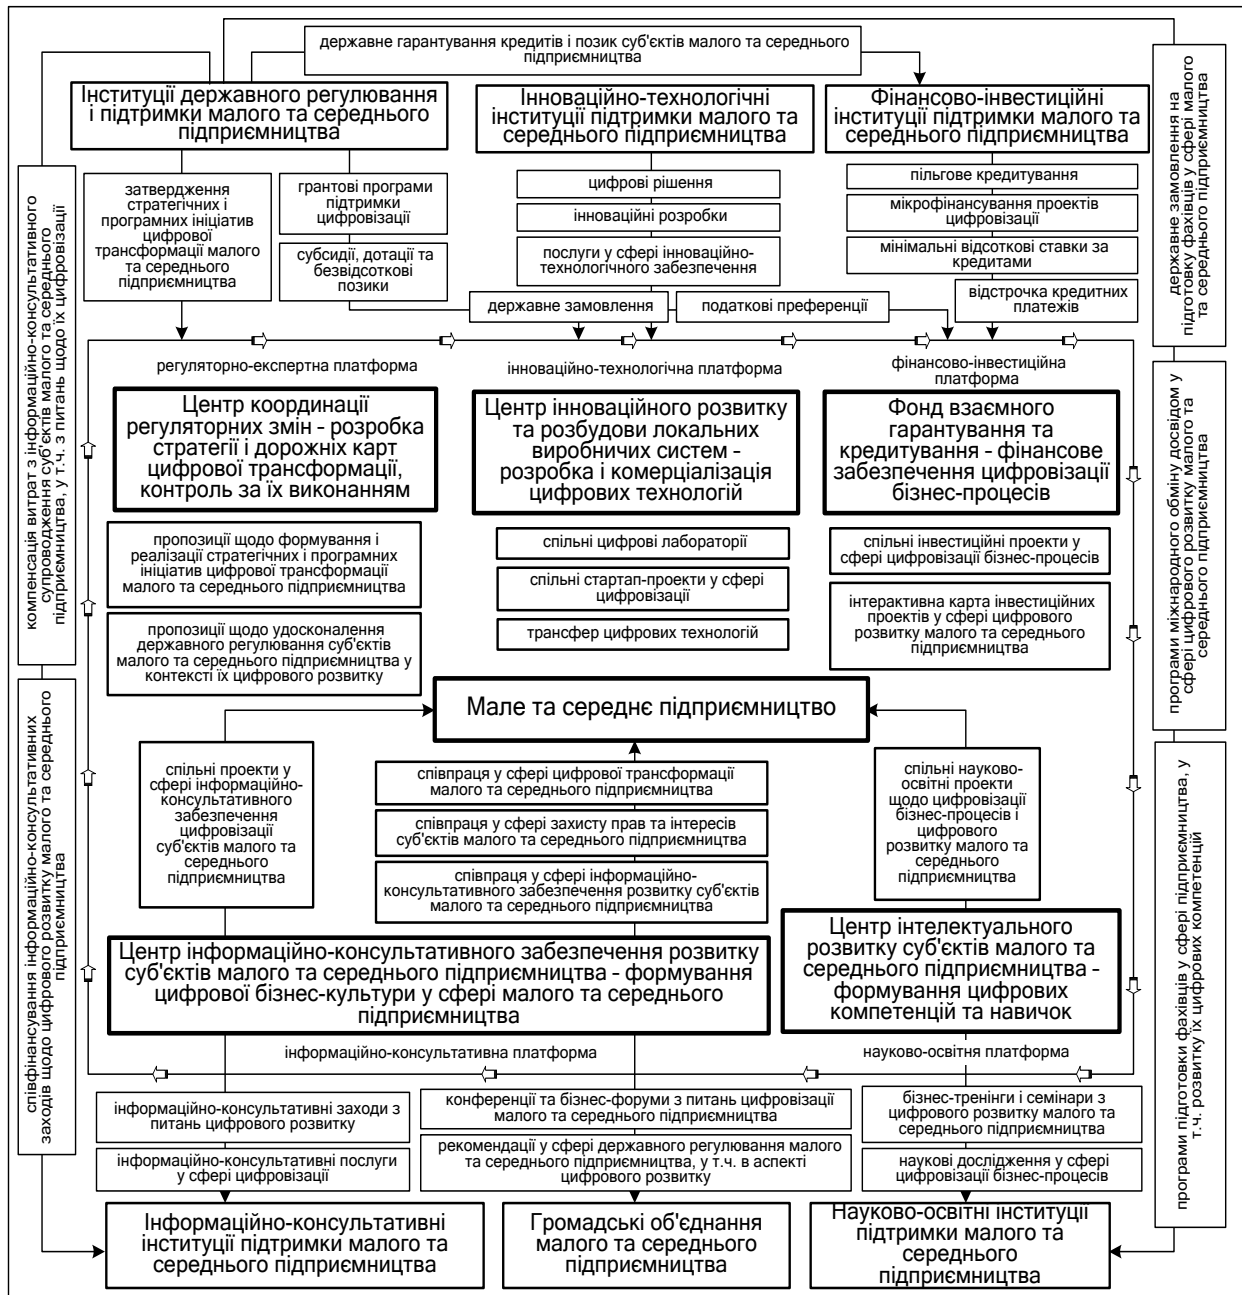 державне гарантування кредитів і позик суб'єктів малого та середнього
підприємництва
Інституції державного регулювання
і підтримки малого та середнього
підприємництва
Інноваційно-технологічні
інституції підтримки малого та
середнього підприємництва
Фінансово-інвестиційні
інституції підтримки малого та
середнього підприємництва
державне замовлення на
підготовку фахівців у сфері малого
та середнього підприємництва
компенсація витрат з інформаційно-консультативного
супроводження суб'єктів малого та середнього
підприємництва, у т.ч. з питань щодо їх цифровізації
затвердження
стратегічних і
програмних ініціатив
цифрової
трансформації малого
та середнього
підприємництва
грантові програми
підтримки
цифровізації
субсидії, дотації та
безвідсоткові
позики
цифрові рішення
інноваційні розробки
послуги у сфері інноваційно-
технологічного забезпечення
пільгове кредитування
мікрофінансування проектів
цифровізації
мінімальні відсоткові ставки за
кредитами
відстрочка кредитних
платежів
державне замовлення
податкові преференції
регуляторно-експертна платформа
інноваційно-технологічна платформа
фінансово-інвестиційна
платформа
Центр координації
регуляторних змін - розробка
стратегії і дорожніх карт
цифрової трансформації,
контроль за їх виконанням
Центр інноваційного розвитку
та розбудови локальних
виробничих систем -
розробка і комерціалізація
цифрових технологій
Фонд взаємного
гарантування та
кредитування - фінансове
забезпечення цифровізації
бізнес-процесів
програми міжнародного обміну досвідом у
сфері цифрового розвитку малого та
середнього підприємництва
пропозиції щодо формування і
реалізації стратегічних і програмних
ініціатив цифрової трансформації
малого та середнього підприємництва
пропозиції щодо удосконалення
державного регулювання суб'єктів
малого та середнього підприємництва у
контексті їх цифрового розвитку
спільні цифрові лабораторії
спільні стартап-проекти у сфері
цифровізації
трансфер цифрових технологій
спільні інвестиційні проекти у
сфері цифровізації бізнес-процесів
інтерактивна карта інвестиційних
проектів у сфері цифрового
розвитку малого та середнього
підприємництва
Мале та середнє підприємництво
співфінансування інформаційно-консультативних
заходів щодо цифрового розвитку малого та середнього
підприємництва
спільні проекти у
сфері інформаційно-
консультативного
забезпечення
цифровізації
суб'єктів малого та
середнього
підприємництва
співпраця у сфері цифрової трансформації
малого та середнього підприємництва
співпраця у сфері захисту прав та інтересів
суб'єктів малого та середнього підприємництва
співпраця у сфері інформаційно-
консультативного забезпечення розвитку суб'єктів
малого та середнього підприємництва
спільні науково-
освітні проекти
щодо цифровізації
бізнес-процесів і
цифрового
розвитку малого та
середнього
підприємництва
програми підготовки фахівців у сфері підприємництва, у
т.ч. розвитку їх цифрових компетенцій
Центр інформаційно-консультативного забезпечення розвитку
суб'єктів малого та середнього підприємництва - формування
цифрової бізнес-культури у сфері малого та середнього
підприємництва
Центр інтелектуального
розвитку суб'єктів малого та
середнього підприємництва -
формування цифрових
компетенцій та навичок
інформаційно-консультативна платформа
науково-освітня платформа
інформаційно-консультативні заходи з
питань цифрового розвитку
інформаційно-консультативні послуги
у сфері цифровізації
конференції та бізнес-форуми з питань цифровізації
малого та середнього підприємництва
рекомендації у сфері державного регулювання малого
та середнього підприємництва, у т.ч. в аспекті
цифрового розвитку
бізнес-тренінги і семінари з
цифрового розвитку малого та
середнього підприємництва
наукові дослідження у сфері
цифровізації бізнес-процесів
Інформаційно-консультативні
інституції підтримки малого та
середнього підприємництва
Громадські об'єднання
малого та середнього
підприємництва
Науково-освітні інституції
підтримки малого та
середнього
підприємництва